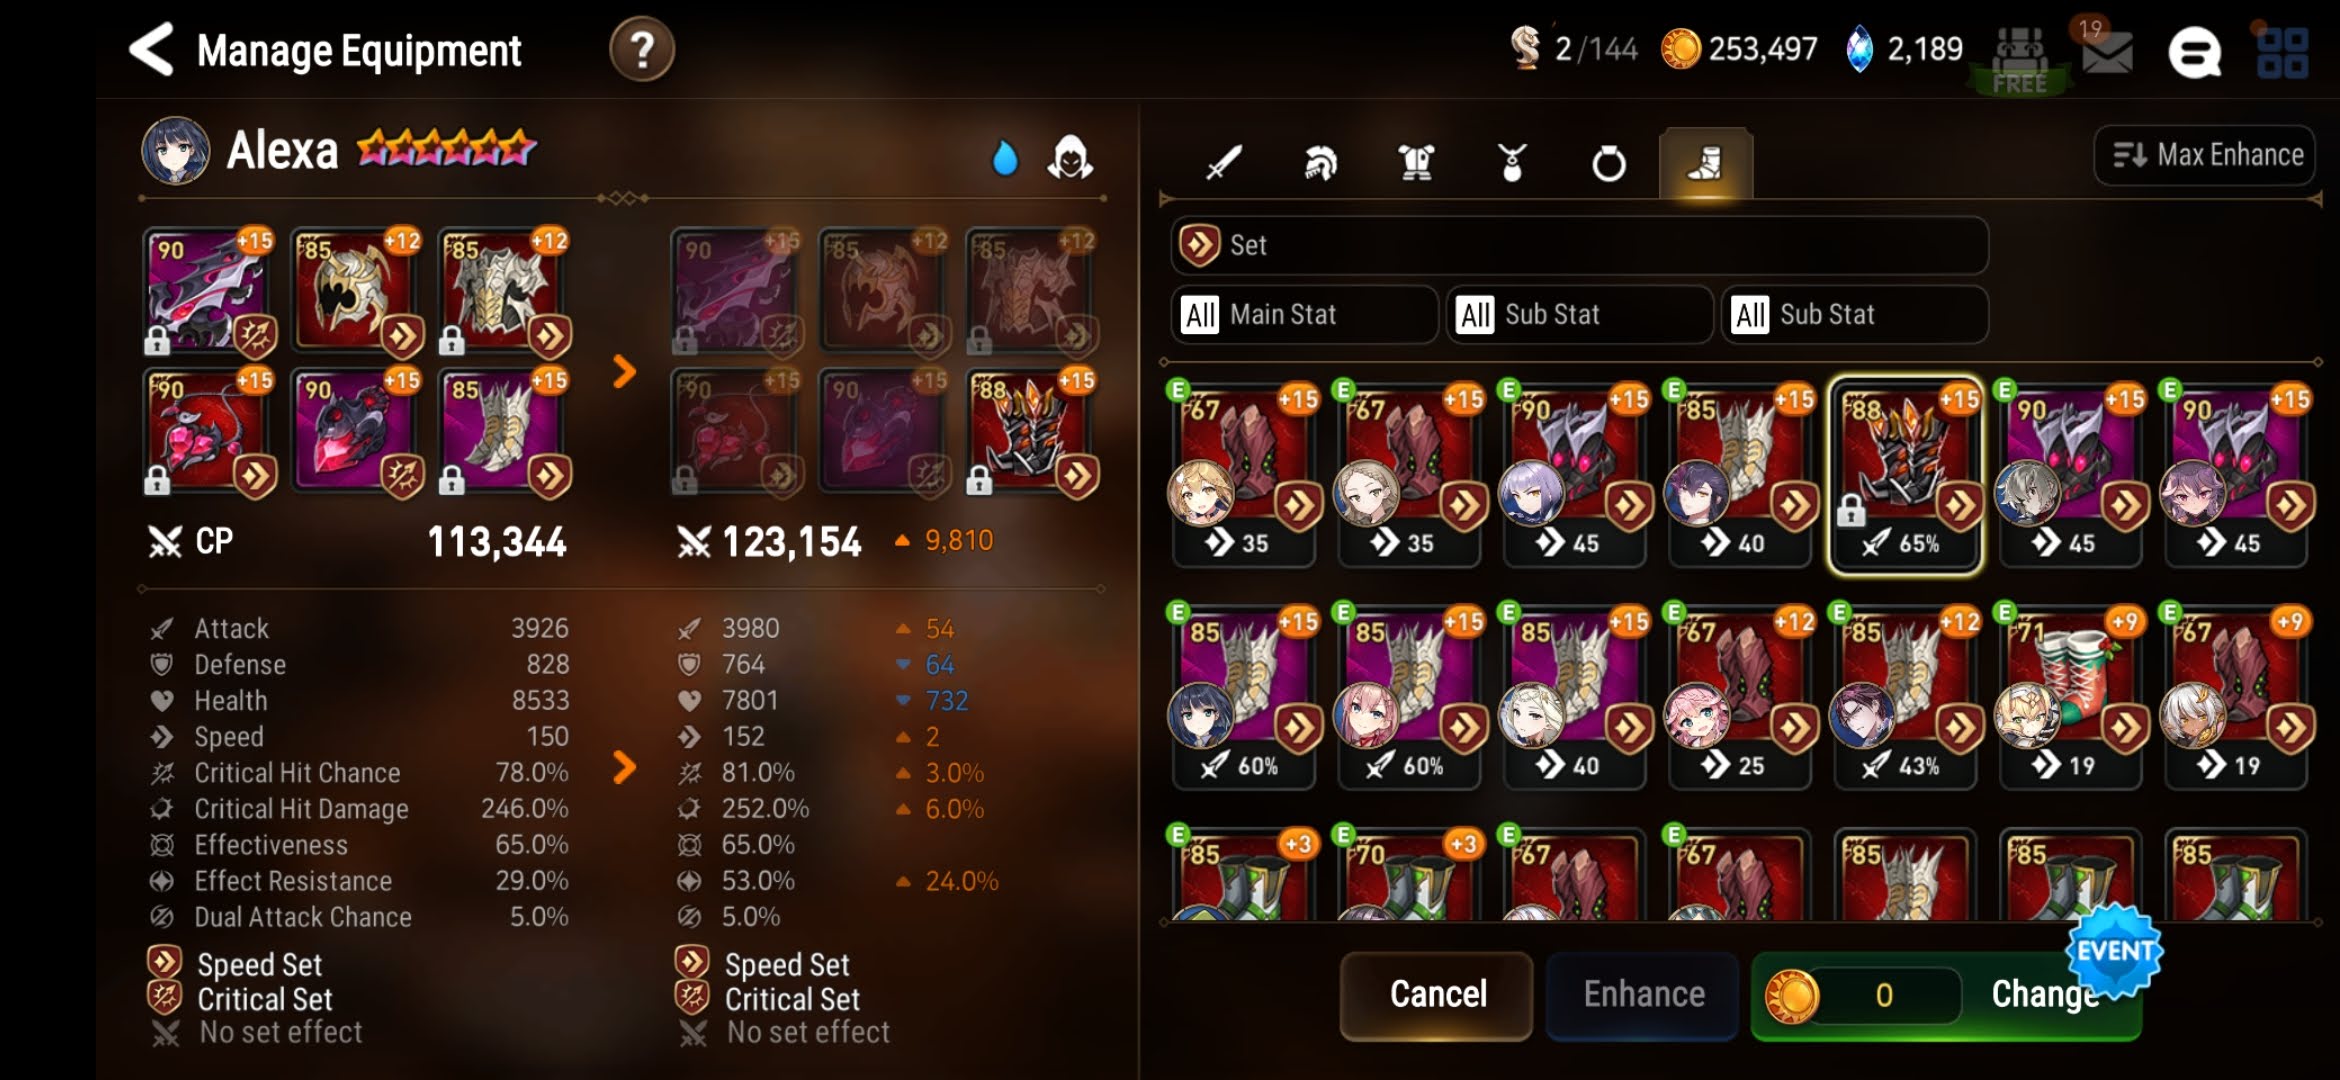 Manage Equipment
?
2/144
253,497
2,189
FREE
19
Alexa
Max Enhance
90 +15
85 +12
85 +12
90 +15
85 +12
85 +12
Set
All Main Stat
All Sub Stat
All Sub Stat
90 +15
90 +15
85 +15
90 +15
90 +15
88 +15
E 67 +15
E 67 +15
E 90 +15
E 85 +15
88 +15
E 90 +15
E 90 +15
35
35
45
40
65%
45
45
CP 113,344
123,154
9,810
E 85 +15
E 85 +15
E 85 +15
E 67 +12
E 85 +12
E 71 +9
E 67 +9
60%
60%
40
25
43%
19
19
Attack 3926 3980 54
Defense 828 764 64
Health 8533 7801 732
Speed 150 152 2
Critical Hit Chance 78.0% 81.0% 3.0%
Critical Hit Damage 246.0% 252.0% 6.0%
Effectiveness 65.0% 65.0%
Effect Resistance 29.0% 53.0% 24.0%
Dual Attack Chance 5.0% 5.0%
E 85 +3
E 70 +3
E 67
E 67
85
85
85
Speed Set
Critical Set
No set effect
Speed Set
Critical Set
No set effect
Cancel
Enhance
0 Change
EVENT